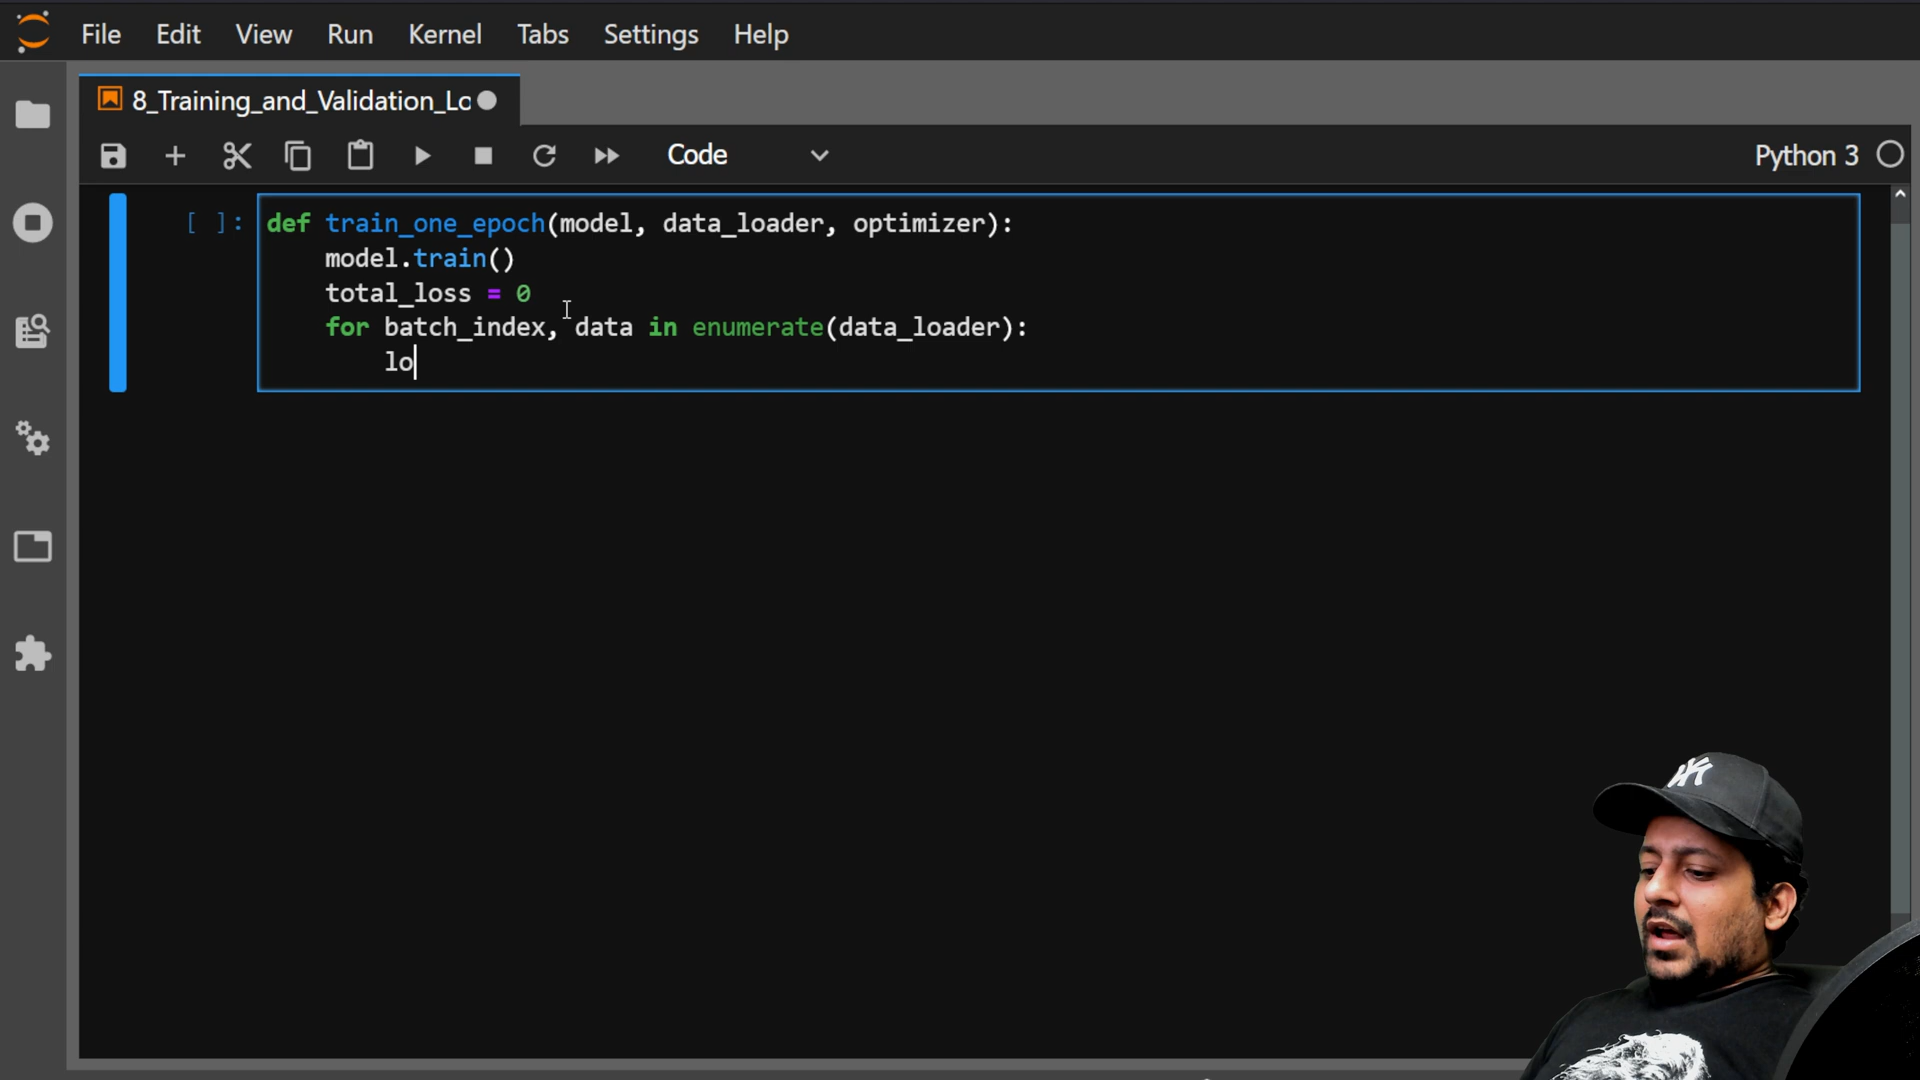 File Edit View Run Kernel Tabs Settings Help
8_Training_and_Validation_Lo
Code
Python 3
[ ]:
def train_one_epoch(model, data_loader, optimizer):
    model.train()
    total_loss = 0
    for batch_index, data in enumerate(data_loader):
        lo
NY